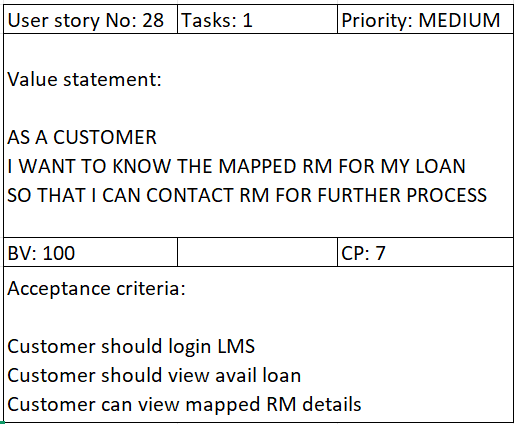 User story No: 28 Tasks: 1 Priority: MEDIUM
Value statement:
AS A CUSTOMER
I WANT TO KNOW THE MAPPED RM FOR MY LOAN
SO THAT I CAN CONTACT RM FOR FURTHER PROCESS
BV: 100 CP: 7
Acceptance criteria:
Customer should login LMS
Customer should view avail loan
Customer can view mapped RM details